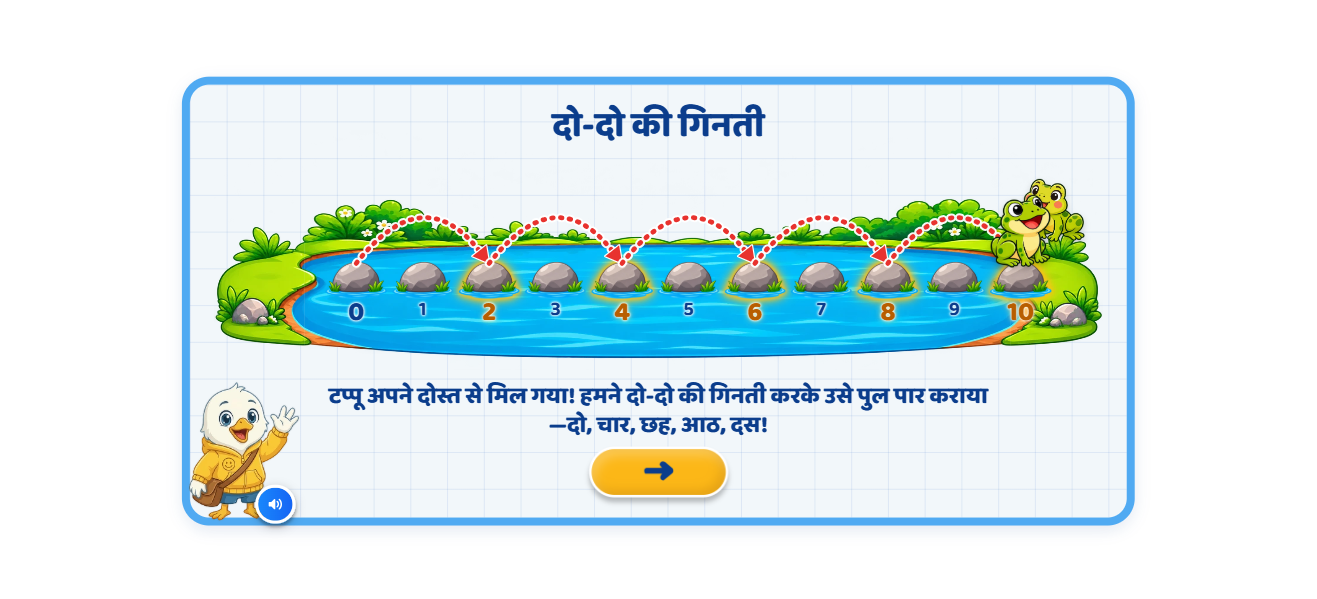 दो-दो की गिनती
0 1 2 3 4 5 6 7 8 9 10
टप्पू अपने दोस्त से मिल गया! हमने दो-दो की गिनती करके उसे पुल पार कराया
–दो, चार, छह, आठ, दस!